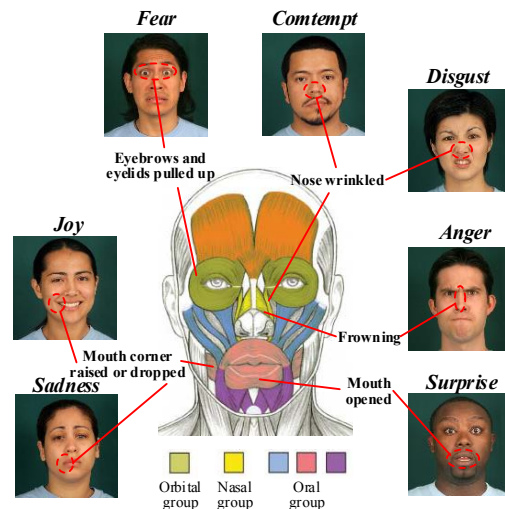 Fear
Comtempt
Disgust
Eyebrows and
eyelids pulled up
Nose wrinkled
Joy
Anger
Frowning
Mouth corner
raised or dropped
Sadness
Mouth
opened
Surprise
Orbital
group
Nasal
group
Oral
group